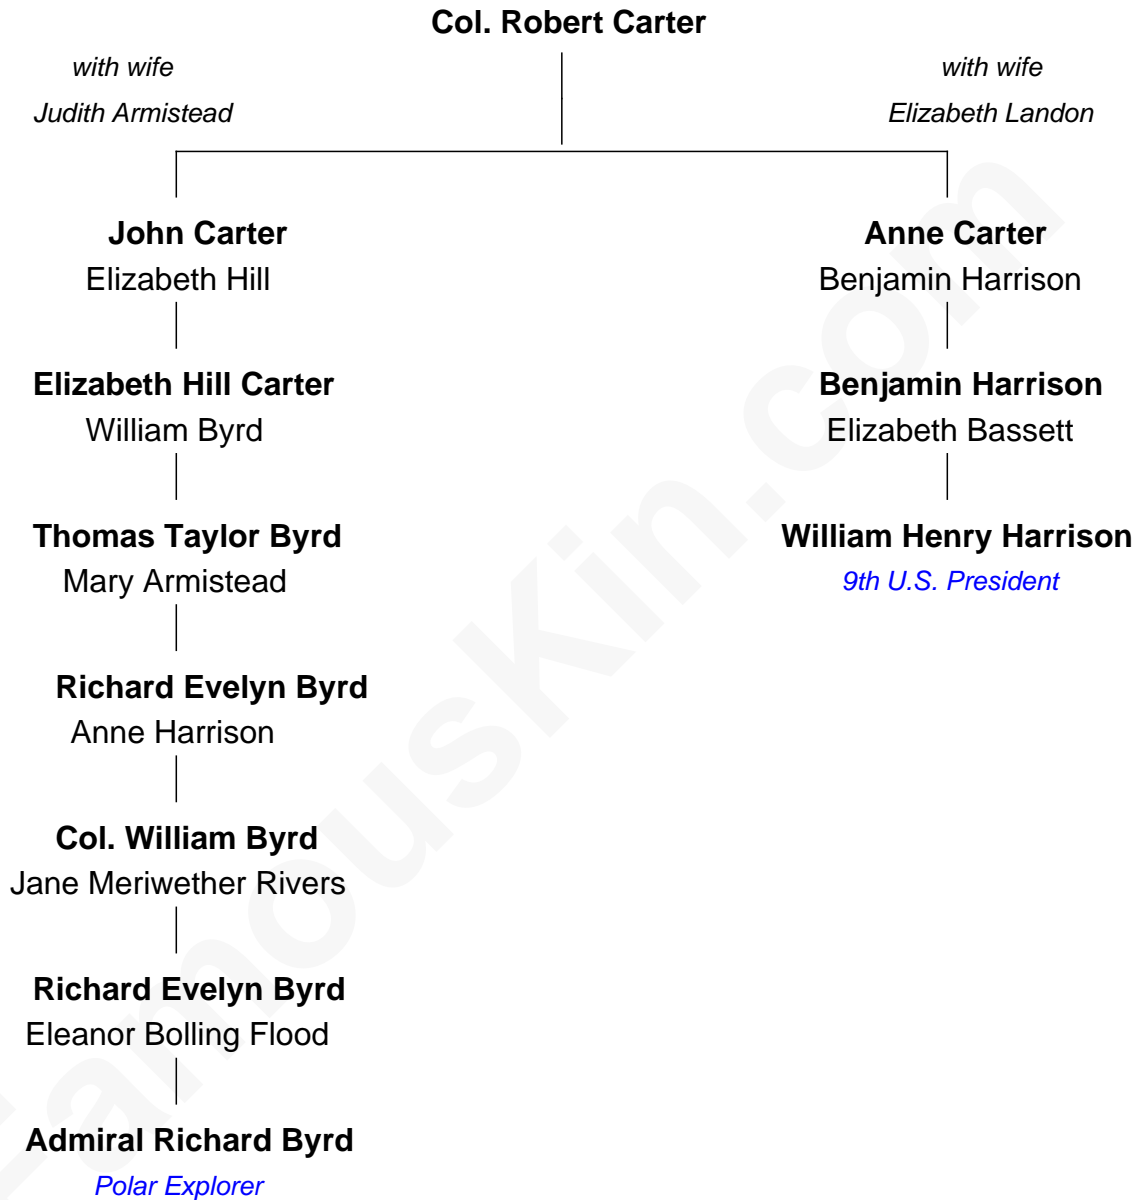 Col. Robert Carter
with wife
Judith Armistead
with wife
Elizabeth Landon
John Carter
Elizabeth Hill
Anne Carter
Benjamin Harrison
Elizabeth Hill Carter
William Byrd
Benjamin Harrison
Elizabeth Bassett
Thomas Taylor Byrd
Mary Armistead
William Henry Harrison
9th U.S. President
Richard Evelyn Byrd
Anne Harrison
Col. William Byrd
Jane Meriwether Rivers
Richard Evelyn Byrd
Eleanor Bolling Flood
Admiral Richard Byrd
Polar Explorer
FamousKin.com